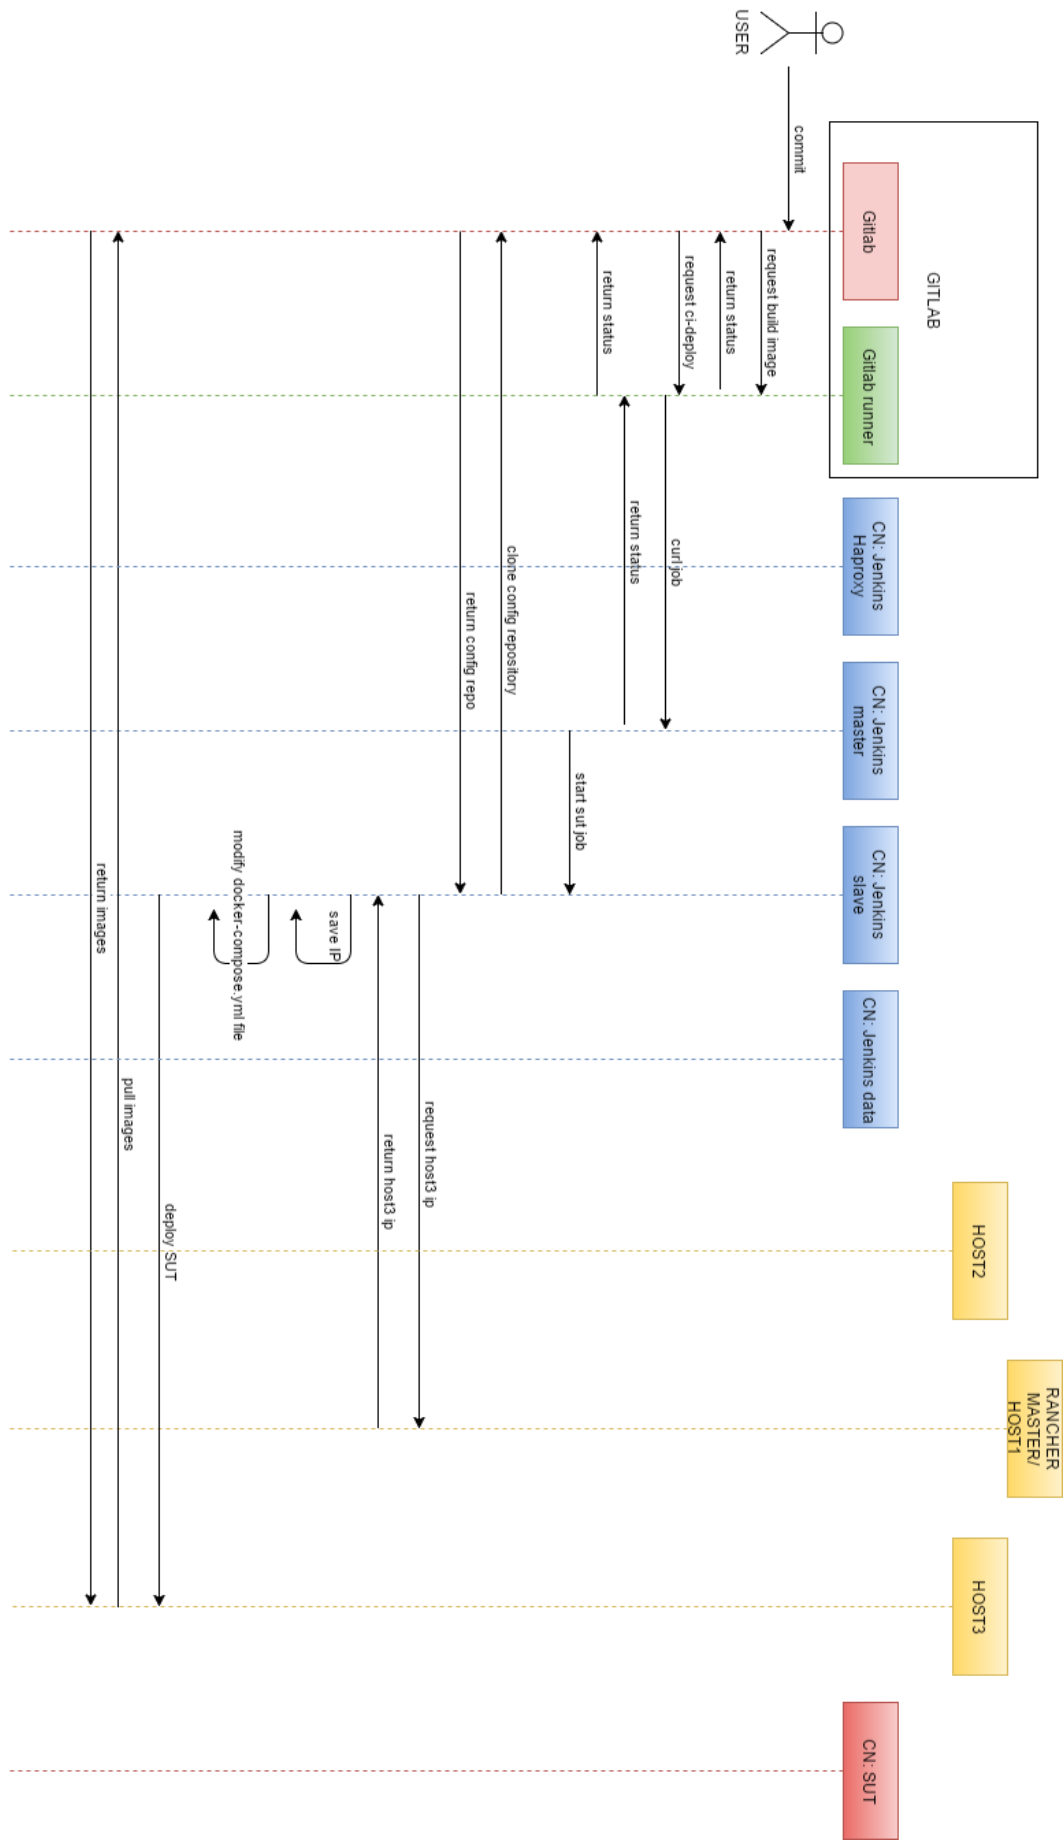 USER
commit
GITLAB
Gitlab
Gitlab runner
CN: Jenkins
Haproxy
CN: Jenkins
master
CN: Jenkins
slave
CN: Jenkins data
HOST2
RANCHER
MASTER/
HOST1
HOST3
CN: SUT
request build image
return status
request ci-deploy
curl job
return status
return status
start sut job
clone config repository
return config repo
request host3 ip
return host3 ip
save IP
modify docker-compose.yml file
deploy SUT
pull images
return images